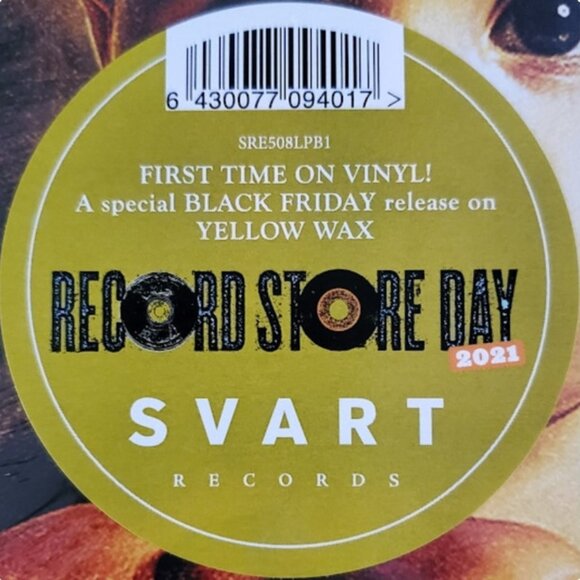 6 430077 094017 >
SRE508LPB1
FIRST TIME ON VINYL!
A special BLACK FRIDAY release on
YELLOW WAX
RECORD STORE DAY
2021
SVART
RECORDS